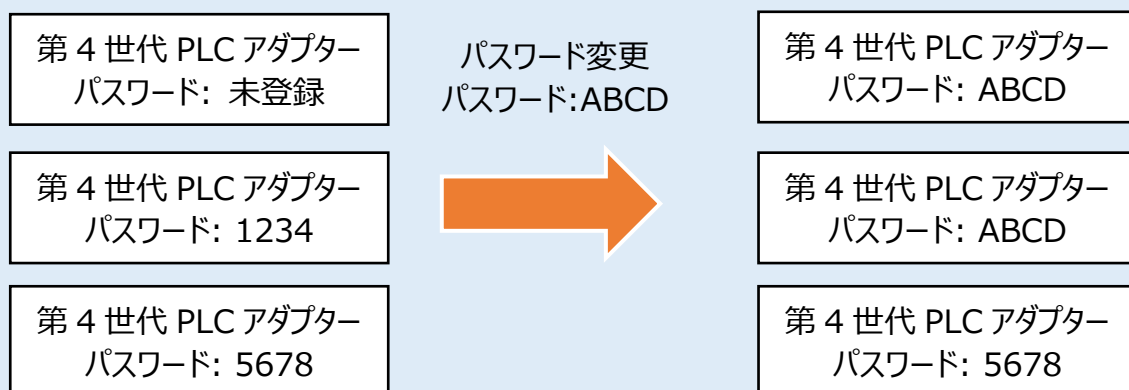 第 4 世代 PLC アダプター
パスワード: 未登録
第 4 世代 PLC アダプター
パスワード: 1234
第 4 世代 PLC アダプター
パスワード: 5678
パスワード変更
パスワード:ABCD
第 4 世代 PLC アダプター
パスワード: ABCD
第 4 世代 PLC アダプター
パスワード: ABCD
第 4 世代 PLC アダプター
パスワード: 5678